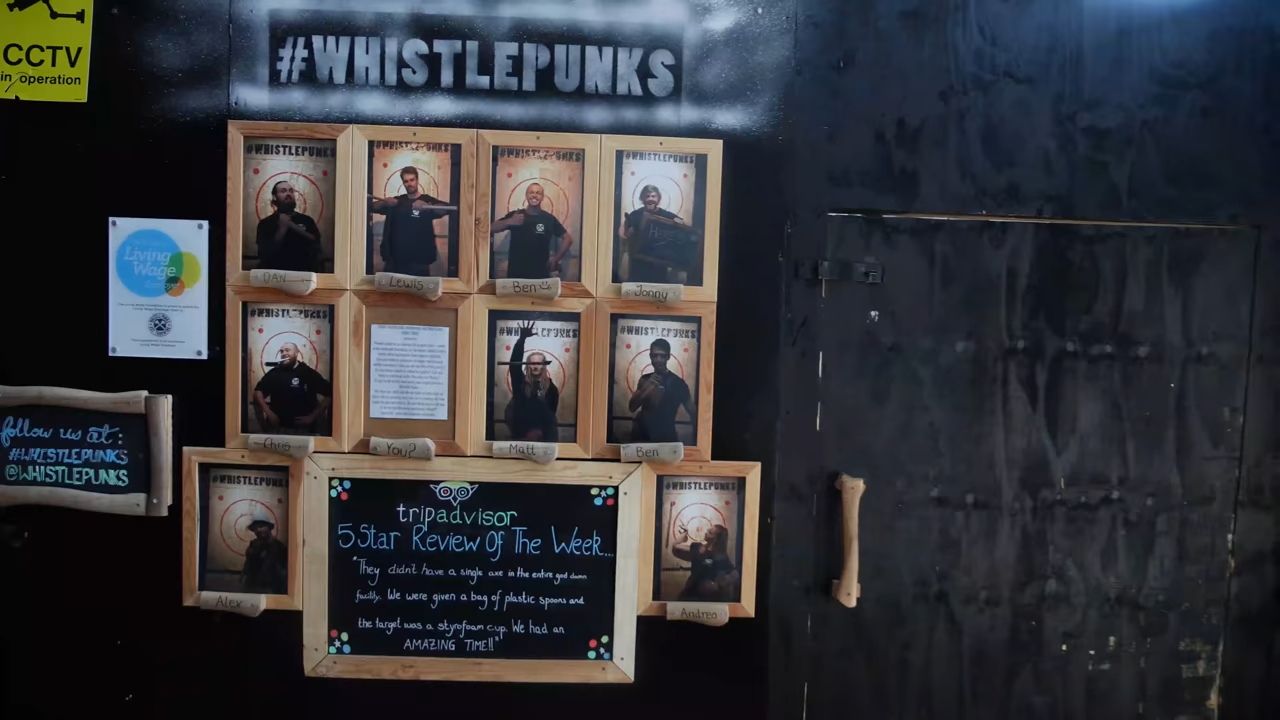 CCTV
in operation
#WHISTLEPUNKS
#WHISTLEPUNKS
#WHISTLEPUNKS
#WHISTLEPUNKS
#WHISTLEPUNKS
DAN
Lewis
Ben
Jonny
Living
Wage
#WHISTLEPUNKS
#WHISTLEPUNKS
#WHISTLEPUNKS
Chris
You?
Matt
Ben
follow us at:
#WHISTLEPUNKS
@WHISTLEPUNKS
#WHISTLEPUNKS
#WHISTLEPUNKS
Alex
Andrea
tripadvisor
5 Star Review Of The Week...
"They didn't have a single axe in the entire god damn
facility. We were given a bag of plastic spoons and
the target was a styrofoam cup. We had an
AMAZING TIME!!"